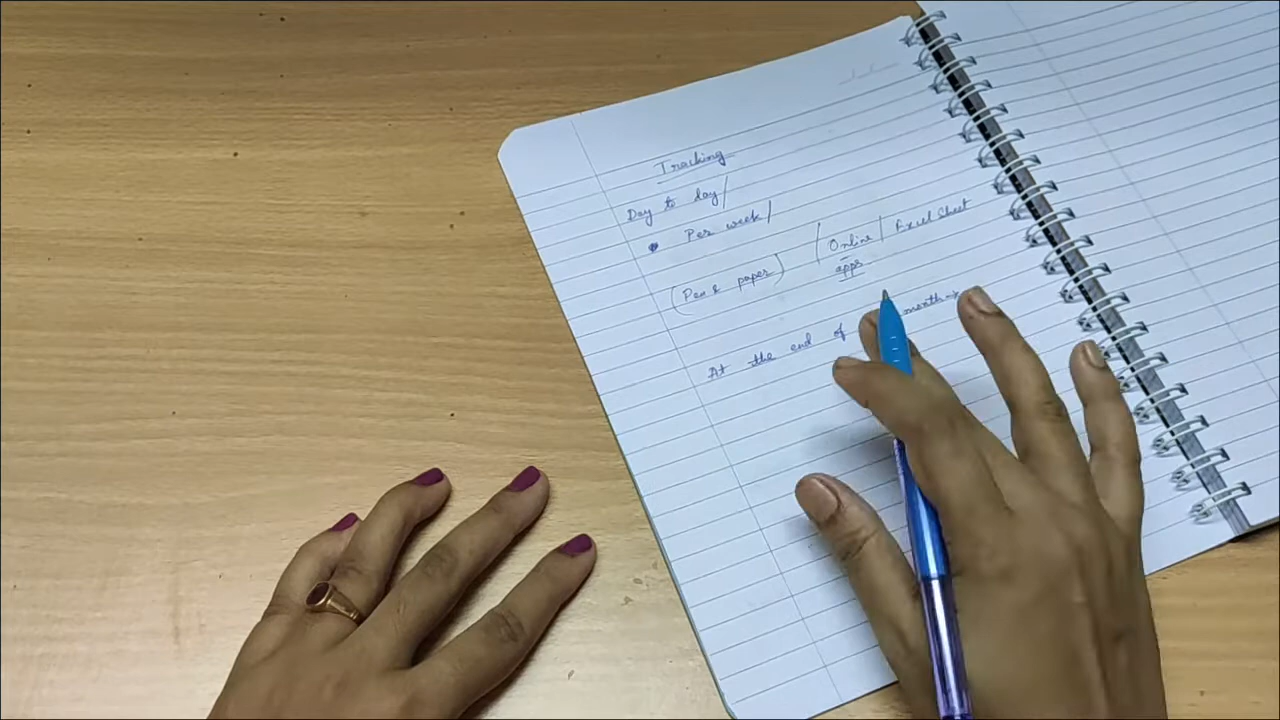 Tracking
Day to day/
Per week/
(Pen & paper) (Online / Excel Sheet
apps
At the end of month→